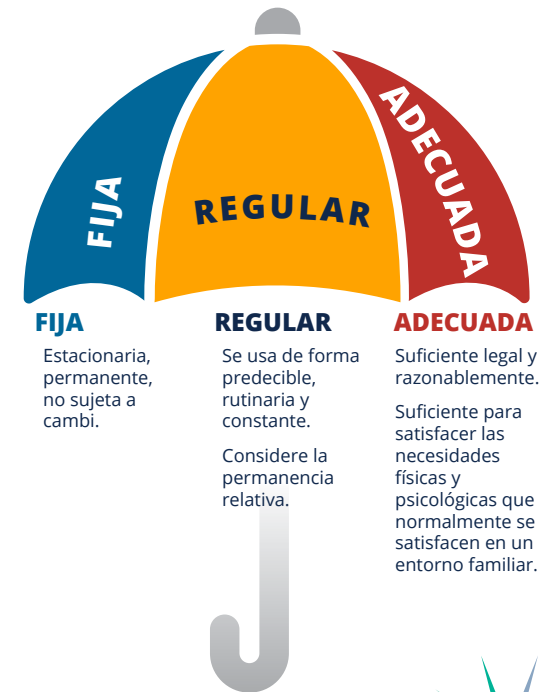 FIJA
REGULAR
ADECUADA
FIJA
Estacionaria,
permanente,
no sujeta a
cambi.
REGULAR
Se usa de forma
predecible,
rutinaria y
constante.
Considere la
permanencia
relativa.
ADECUADA
Suficiente legal y
razonablemente.
Suficiente para
satisfacer las
necesidades
físicas y
psicológicas que
normalmente se
satisfacen en un
entorno familiar.